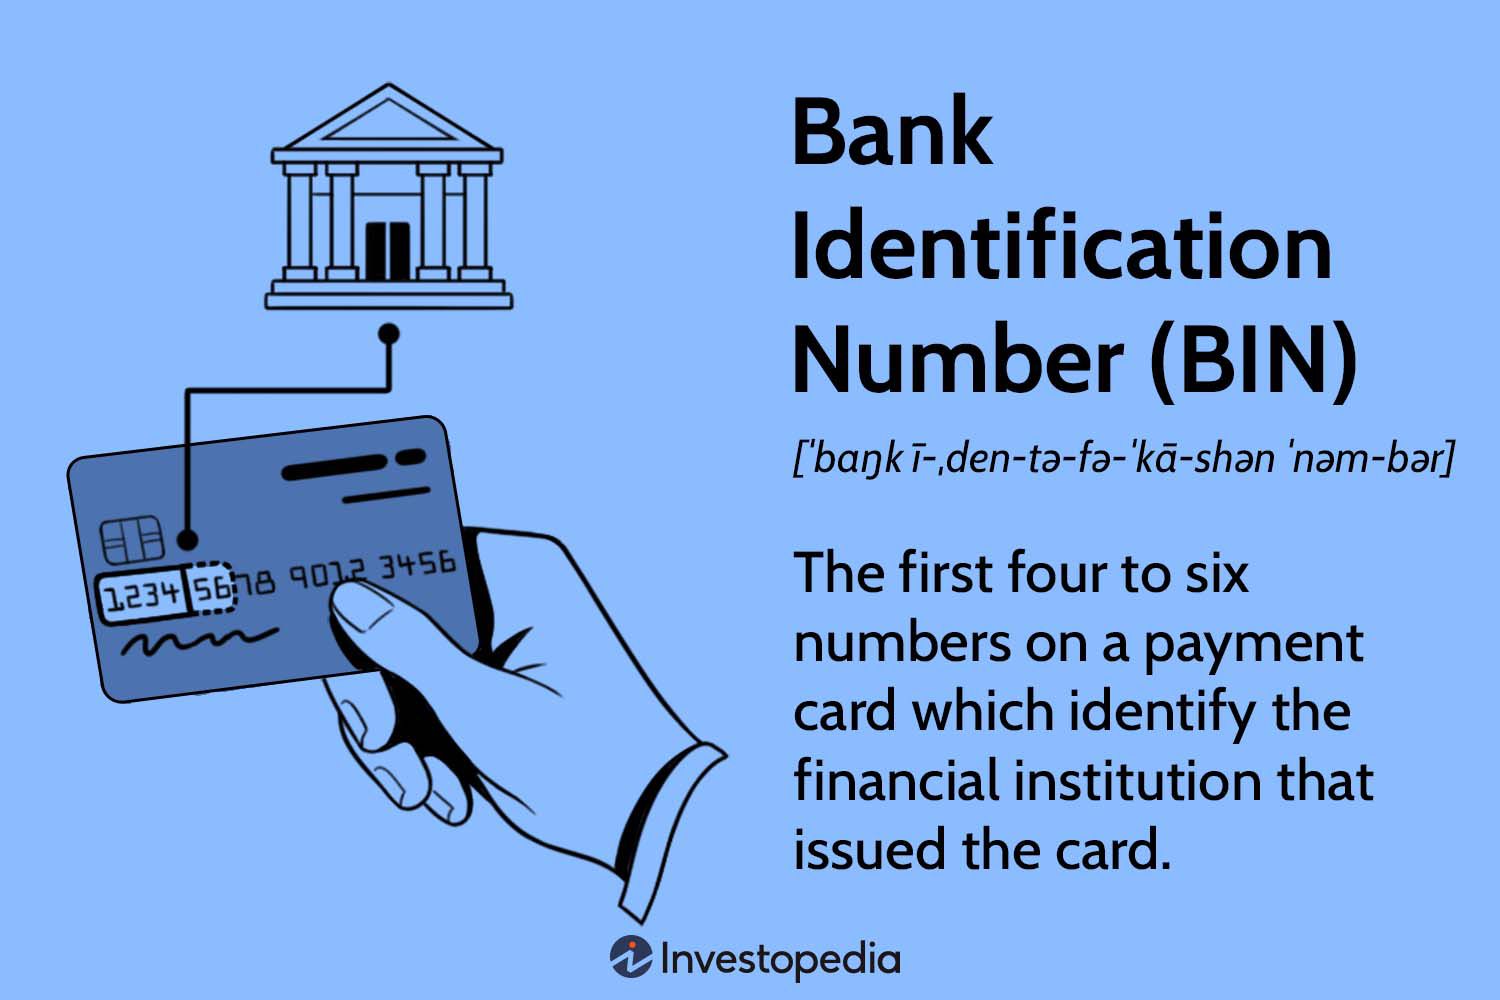 Bank
Identification
Number (BIN)
[ˈbaŋk ī-ˌden-tə-fə-ˈkā-shən ˈnəm-bər]
The first four to six
numbers on a payment
card which identify the
financial institution that
issued the card.
1234 5678 9012 3456
Investopedia